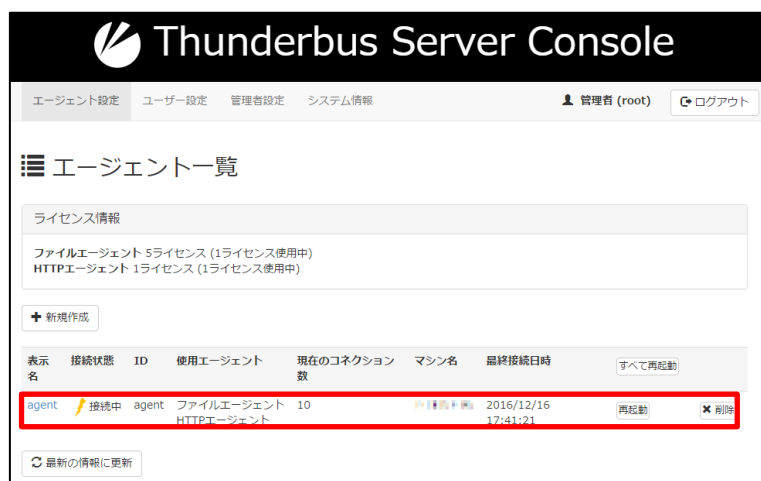 Thunderbus Server Console
エージェント設定 ユーザー設定 管理者設定 システム情報 管理者 (root) ログアウト
エージェント一覧
ライセンス情報
ファイルエージェント 5ライセンス (1ライセンス使用中)
HTTPエージェント 1ライセンス (1ライセンス使用中)
新規作成
表示名 接続状態 ID 使用エージェント 現在のコネクション数 マシン名 最終接続日時 すべて再起動
agent 接続中 agent ファイルエージェント 10 2016/12/16 再起動 削除
HTTPエージェント 17:41:21
最新の情報に更新